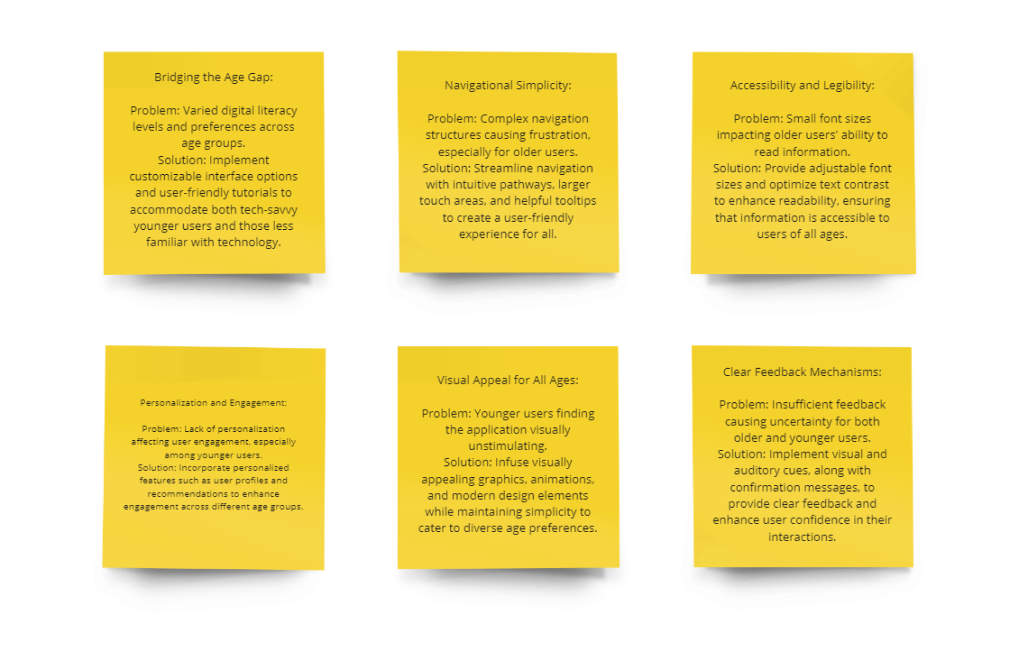 Bridging the Age Gap:
Problem: Varied digital literacy
levels and preferences across
age groups.
Solution: Implement
customizable interface options
and user-friendly tutorials to
accommodate both tech-savvy
younger users and those less
familiar with technology.
Navigational Simplicity:
Problem: Complex navigation
structures causing frustration,
especially for older users.
Solution: Streamline navigation
with intuitive pathways, larger
touch areas, and helpful tooltips
to create a user-friendly
experience for all.
Accessibility and Legibility:
Problem: Small font sizes
impacting older users' ability to
read information.
Solution: Provide adjustable font
sizes and optimize text contrast
to enhance readability, ensuring
that information is accessible to
users of all ages.
Personalization and Engagement:
Problem: Lack of personalization
affecting user engagement, especially
among younger users.
Solution: Incorporate personalized
features such as user profiles and
recommendations to enhance
engagement across different age groups.
Visual Appeal for All Ages:
Problem: Younger users finding
the application visually
unstimulating.
Solution: Infuse visually
appealing graphics, animations,
and modern design elements
while maintaining simplicity to
cater to diverse age preferences.
Clear Feedback Mechanisms:
Problem: Insufficient feedback
causing uncertainty for both
older and younger users.
Solution: Implement visual and
auditory cues, along with
confirmation messages, to
provide clear feedback and
enhance user confidence in their
interactions.